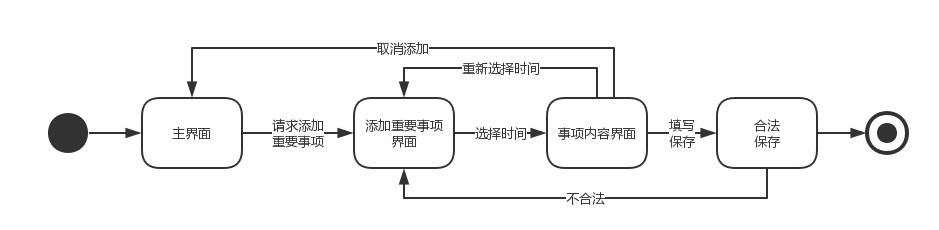 取消添加
重新选择时间
主界面
请求添加
重要事项
添加重要事项
界面
选择时间
事项内容界面
填写
保存
合法
保存
不合法